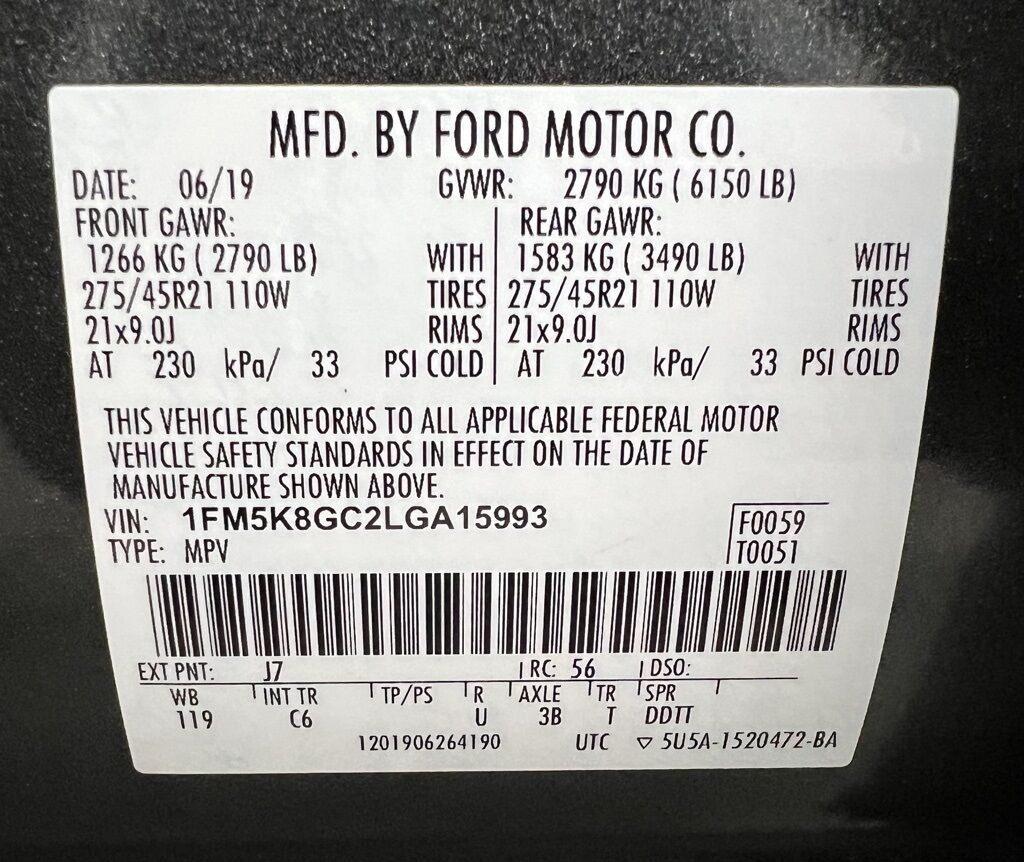 MFD. BY FORD MOTOR CO.
DATE: 06/19 GVWR: 2790 KG ( 6150 LB)
FRONT GAWR: REAR GAWR:
1266 KG ( 2790 LB) WITH 1583 KG ( 3490 LB) WITH
275/45R21 110W TIRES 275/45R21 110W TIRES
21x9.0J RIMS 21x9.0J RIMS
AT 230 kPa/ 33 PSI COLD AT 230 kPa/ 33 PSI COLD
THIS VEHICLE CONFORMS TO ALL APPLICABLE FEDERAL MOTOR
VEHICLE SAFETY STANDARDS IN EFFECT ON THE DATE OF
MANUFACTURE SHOWN ABOVE.
VIN: 1FM5K8GC2LGA15993 F0059
TYPE: MPV T0051
EXT PNT: J7 RC: 56 DSO:
WB INT TR TP/PS R AXLE TR SPR
119 C6 U 3B T DDTT
1201906264190 UTC ▽ 5U5A-1520472-BA